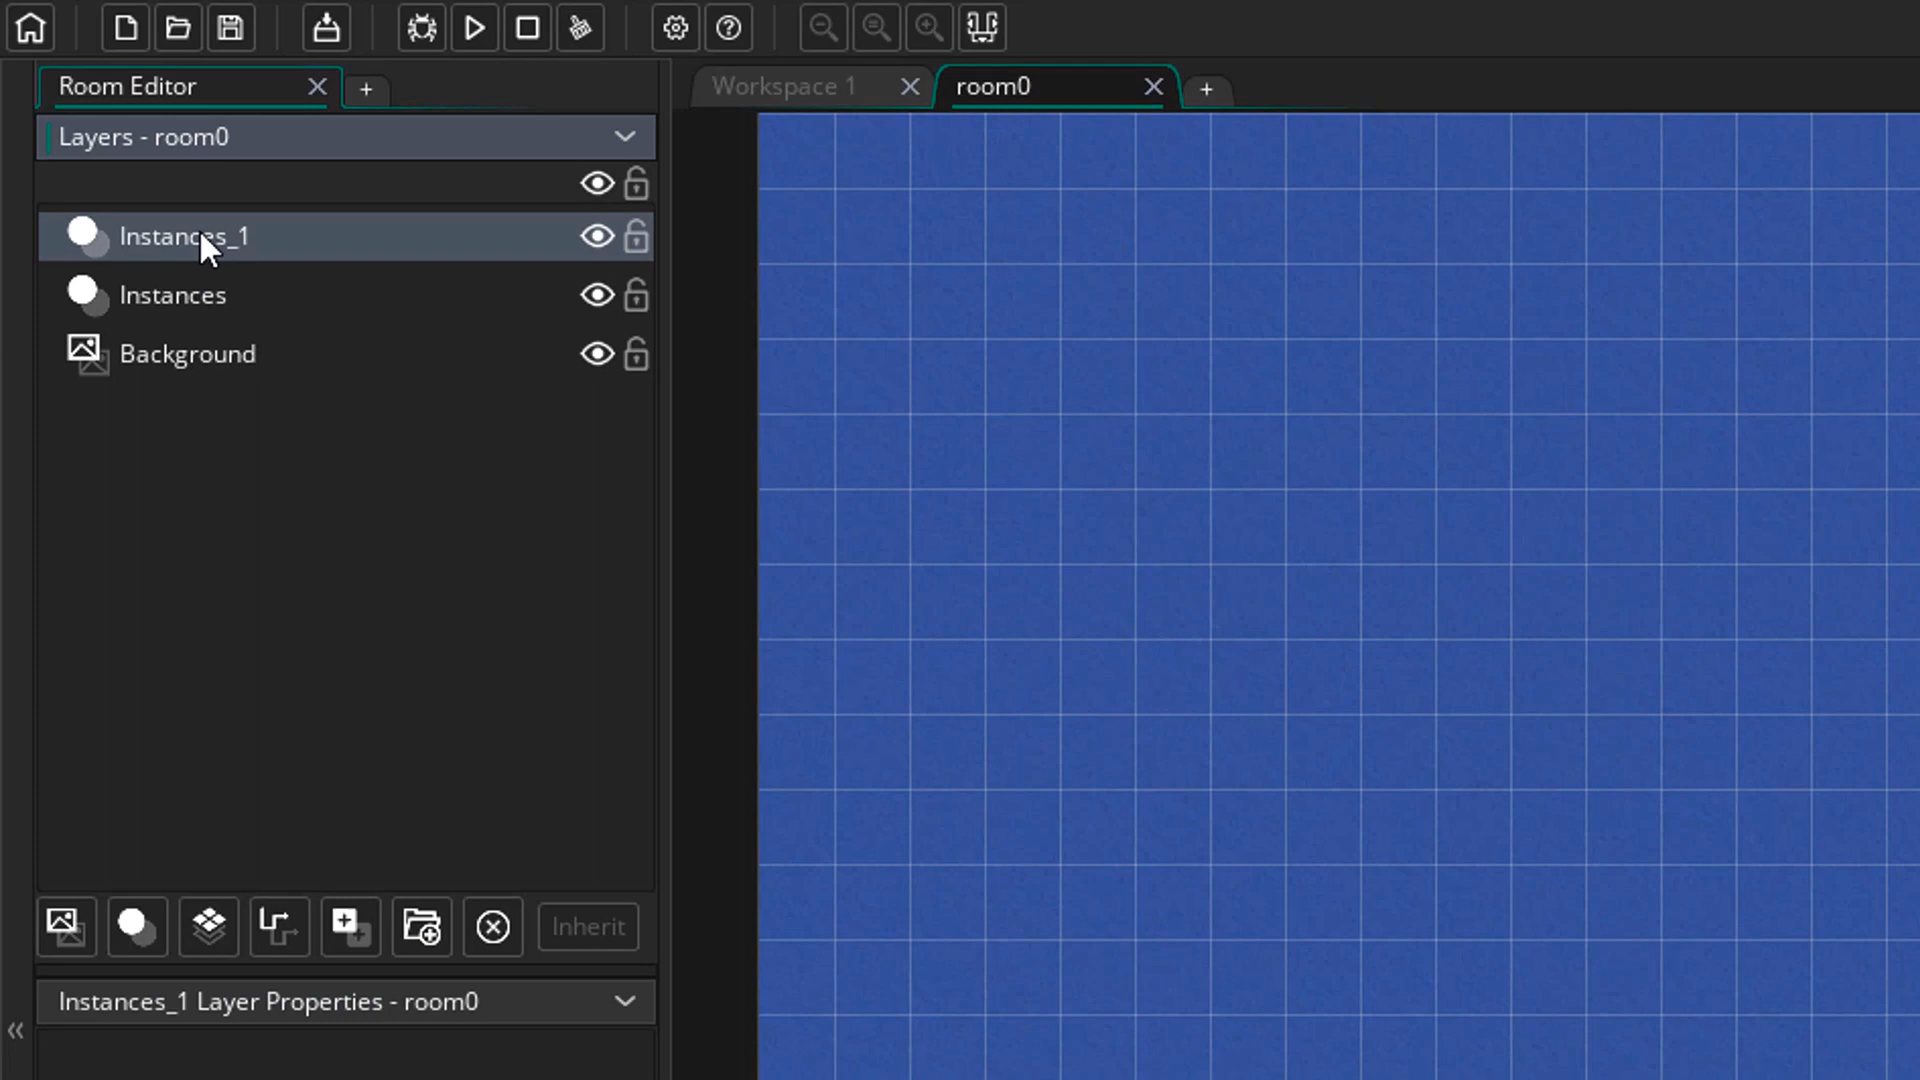 Room Editor
Workspace 1
room0
Layers - room0
Instances_1
Instances
Background
Inherit
Instances_1 Layer Properties - room0